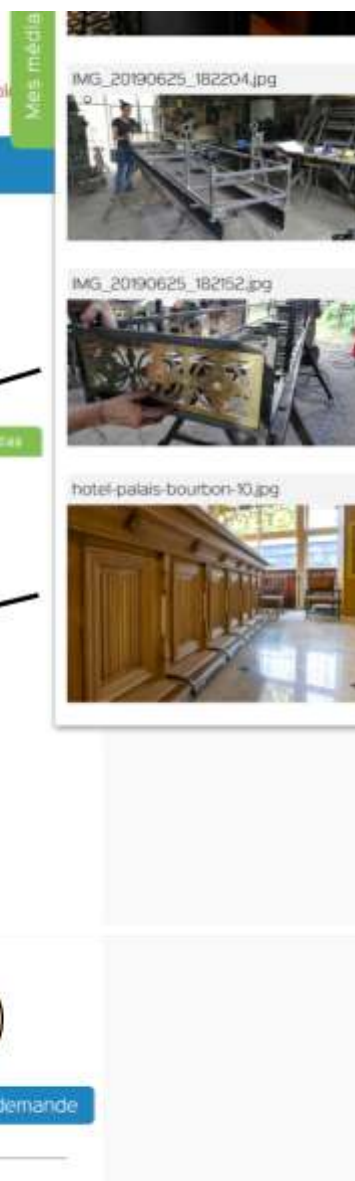 Mes média
IMG_20190625_182204.jpg
IMG_20190625_182152.jpg
hotel-palais-bourbon-10.jpg
demande